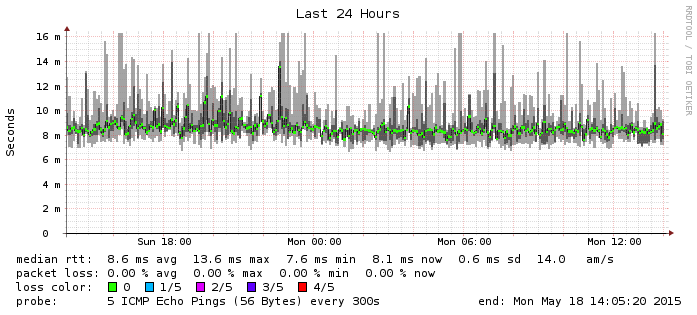 Last 24 Hours
RRDTOOL / TOBI OETIKER
Seconds
16 m
14 m
12 m
10 m
8 m
6 m
4 m
2 m
0
Sun 18:00 Mon 00:00 Mon 06:00 Mon 12:00
median rtt: 8.6 ms avg 13.6 ms max 7.6 ms min 8.1 ms now 0.6 ms sd 14.0 am/s
packet loss: 0.00 % avg 0.00 % max 0.00 % min 0.00 % now
loss color: 0 1/5 2/5 3/5 4/5
probe: 5 ICMP Echo Pings (56 Bytes) every 300s end: Mon May 18 14:05:20 2015